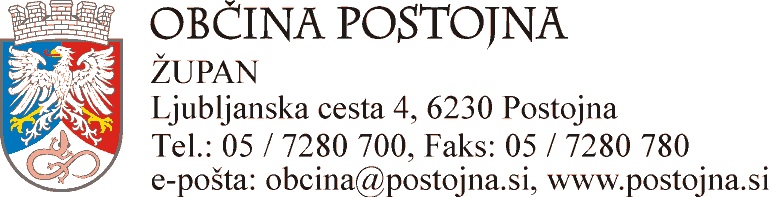 OBČINA POSTOJNA
ŽUPAN
Ljubljanska cesta 4, 6230 Postojna
Tel.: 05 / 7280 700, Faks: 05 / 7280 780
e-pošta: obcina@postojna.si, www.postojna.si